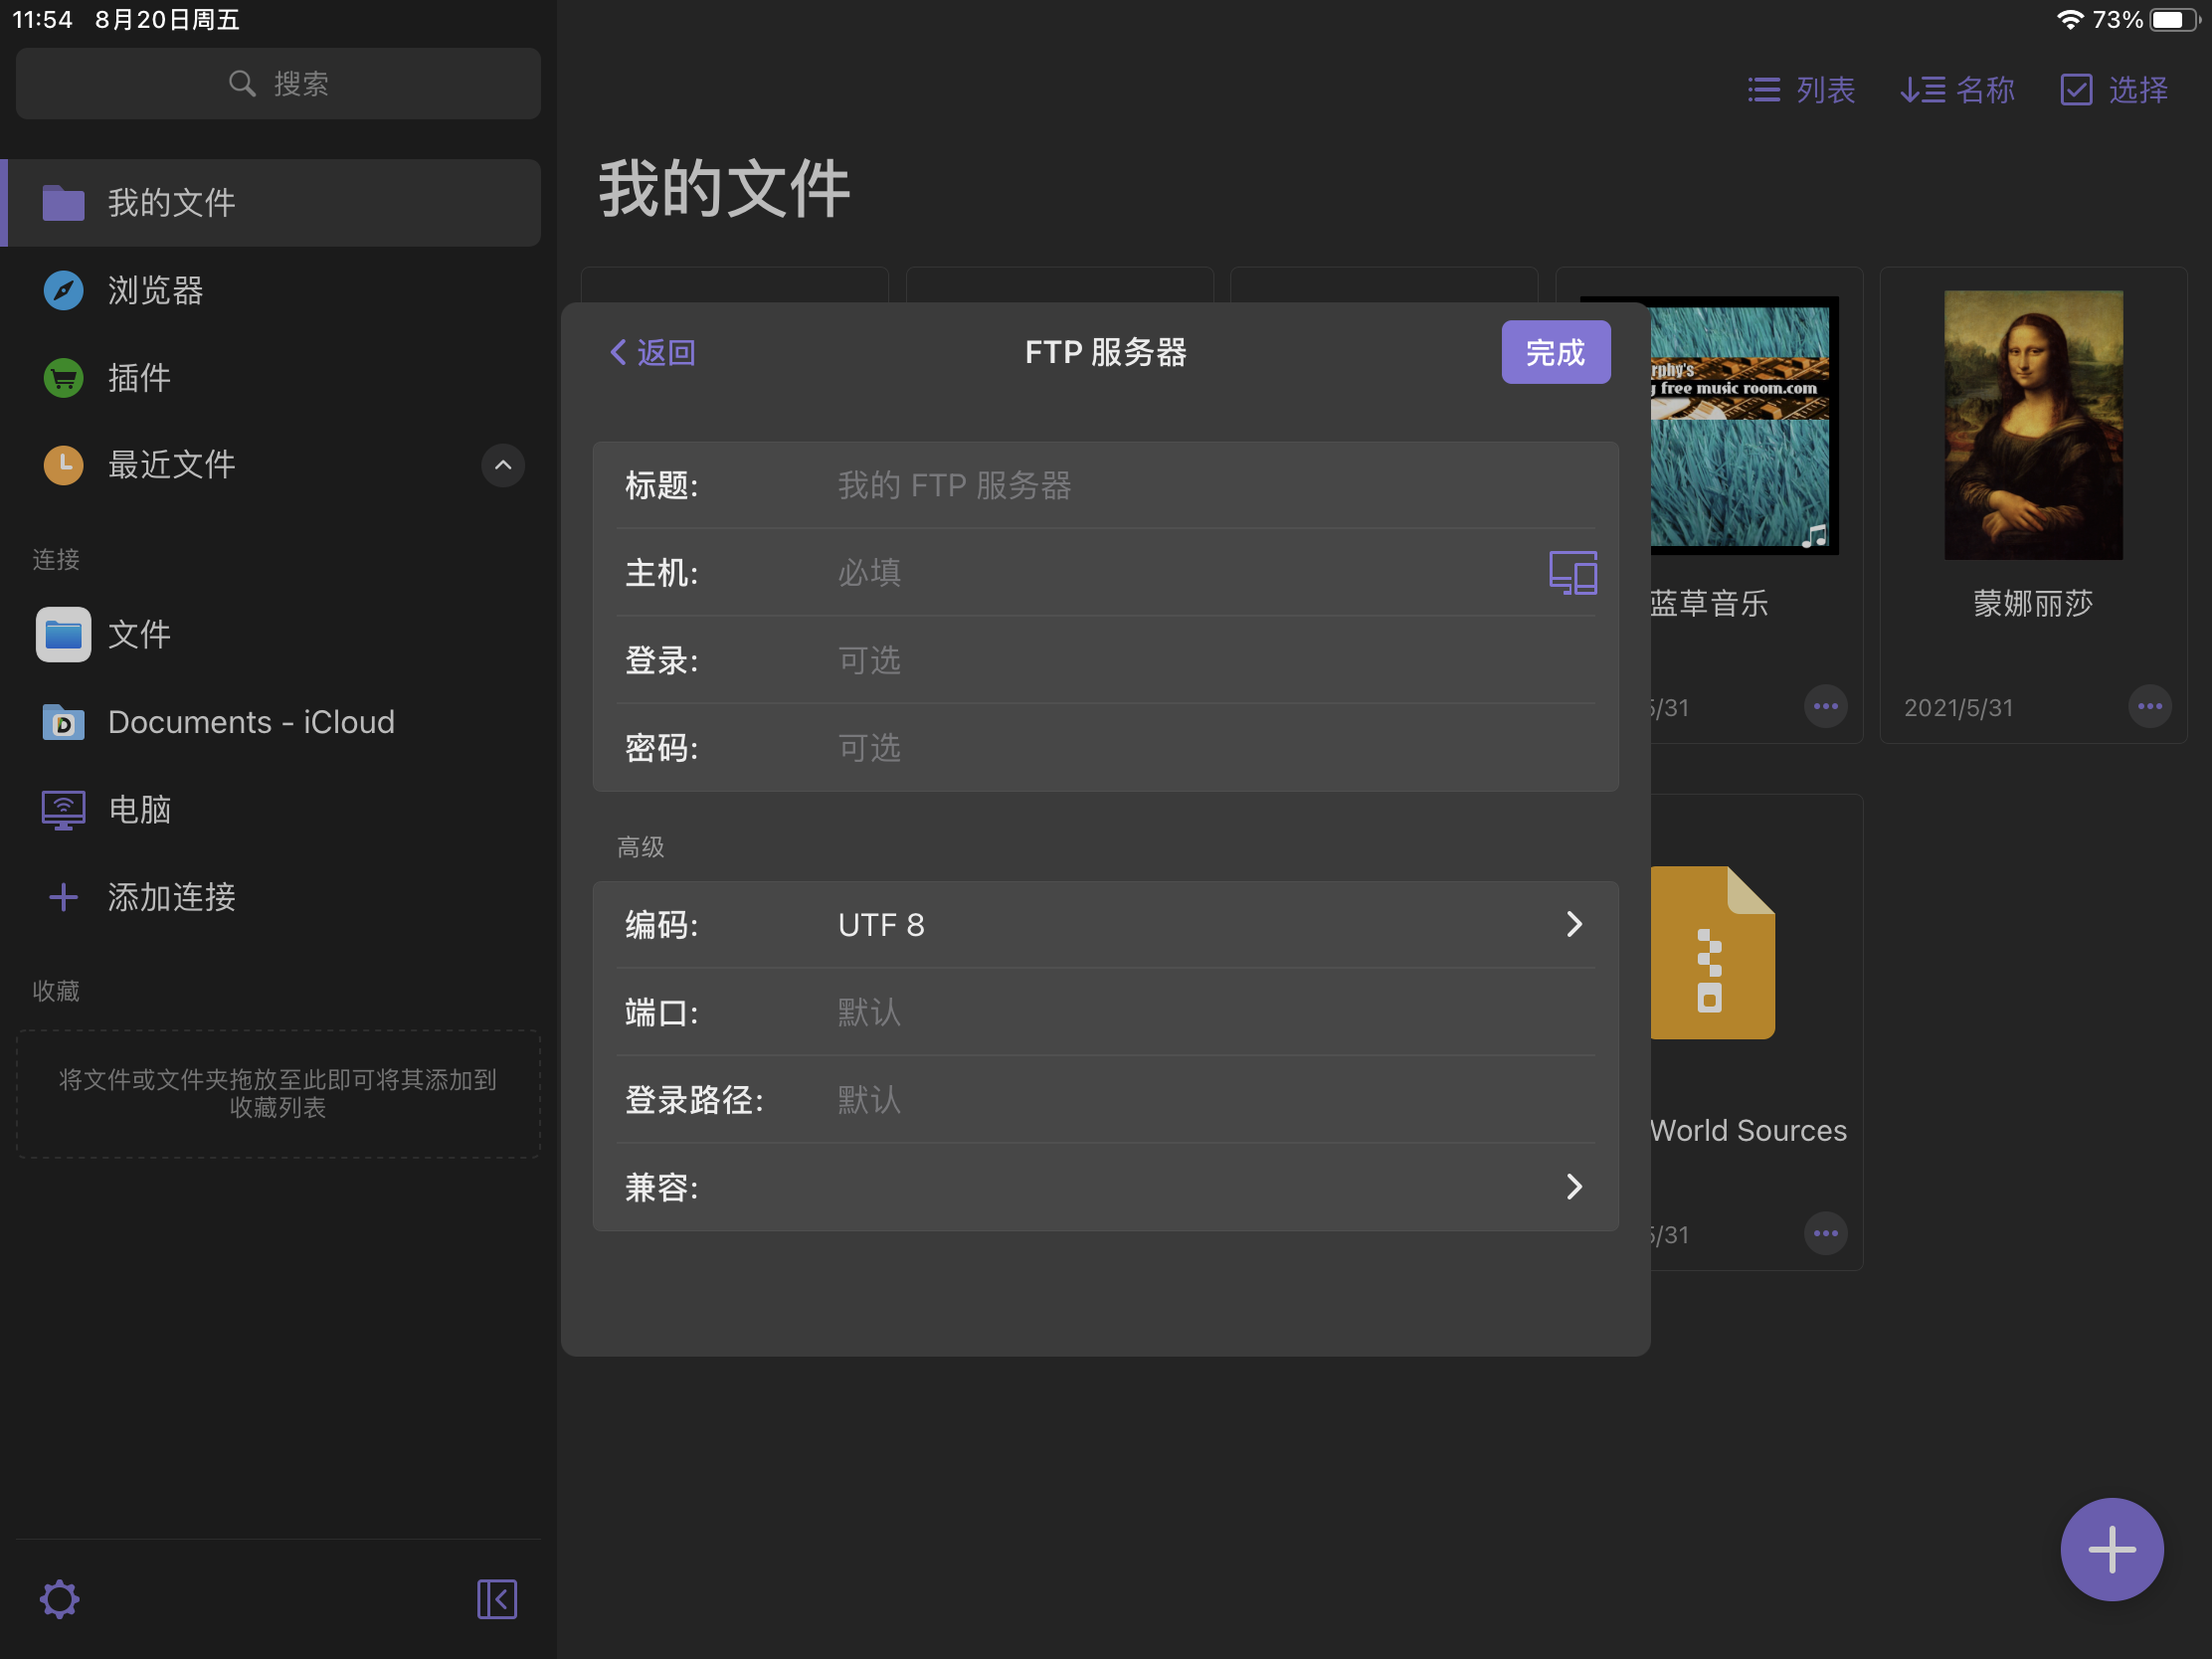 11:54 8月20日周五
73%
搜索
我的文件
浏览器
插件
最近文件
连接
文件
Documents - iCloud
电脑
添加连接
收藏
将文件或文件夹拖放至此即可将其添加到
收藏列表
列表 名称 选择
我的文件
返回 FTP 服务器 完成
标题: 我的 FTP 服务器
主机: 必填
登录: 可选
密码: 可选
高级
编码: UTF 8
端口: 默认
登录路径: 默认
兼容:
free music room.com
蓝草音乐
5/31
蒙娜丽莎
2021/5/31
World Sources
5/31